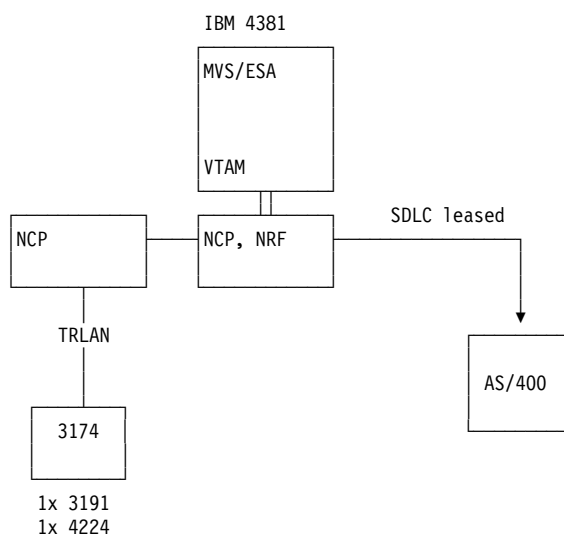 IBM 4381
MVS/ESA
VTAM
SDLC leased
NCP
NCP, NRF
TRLAN
AS/400
3174
1x 3191
1x 4224